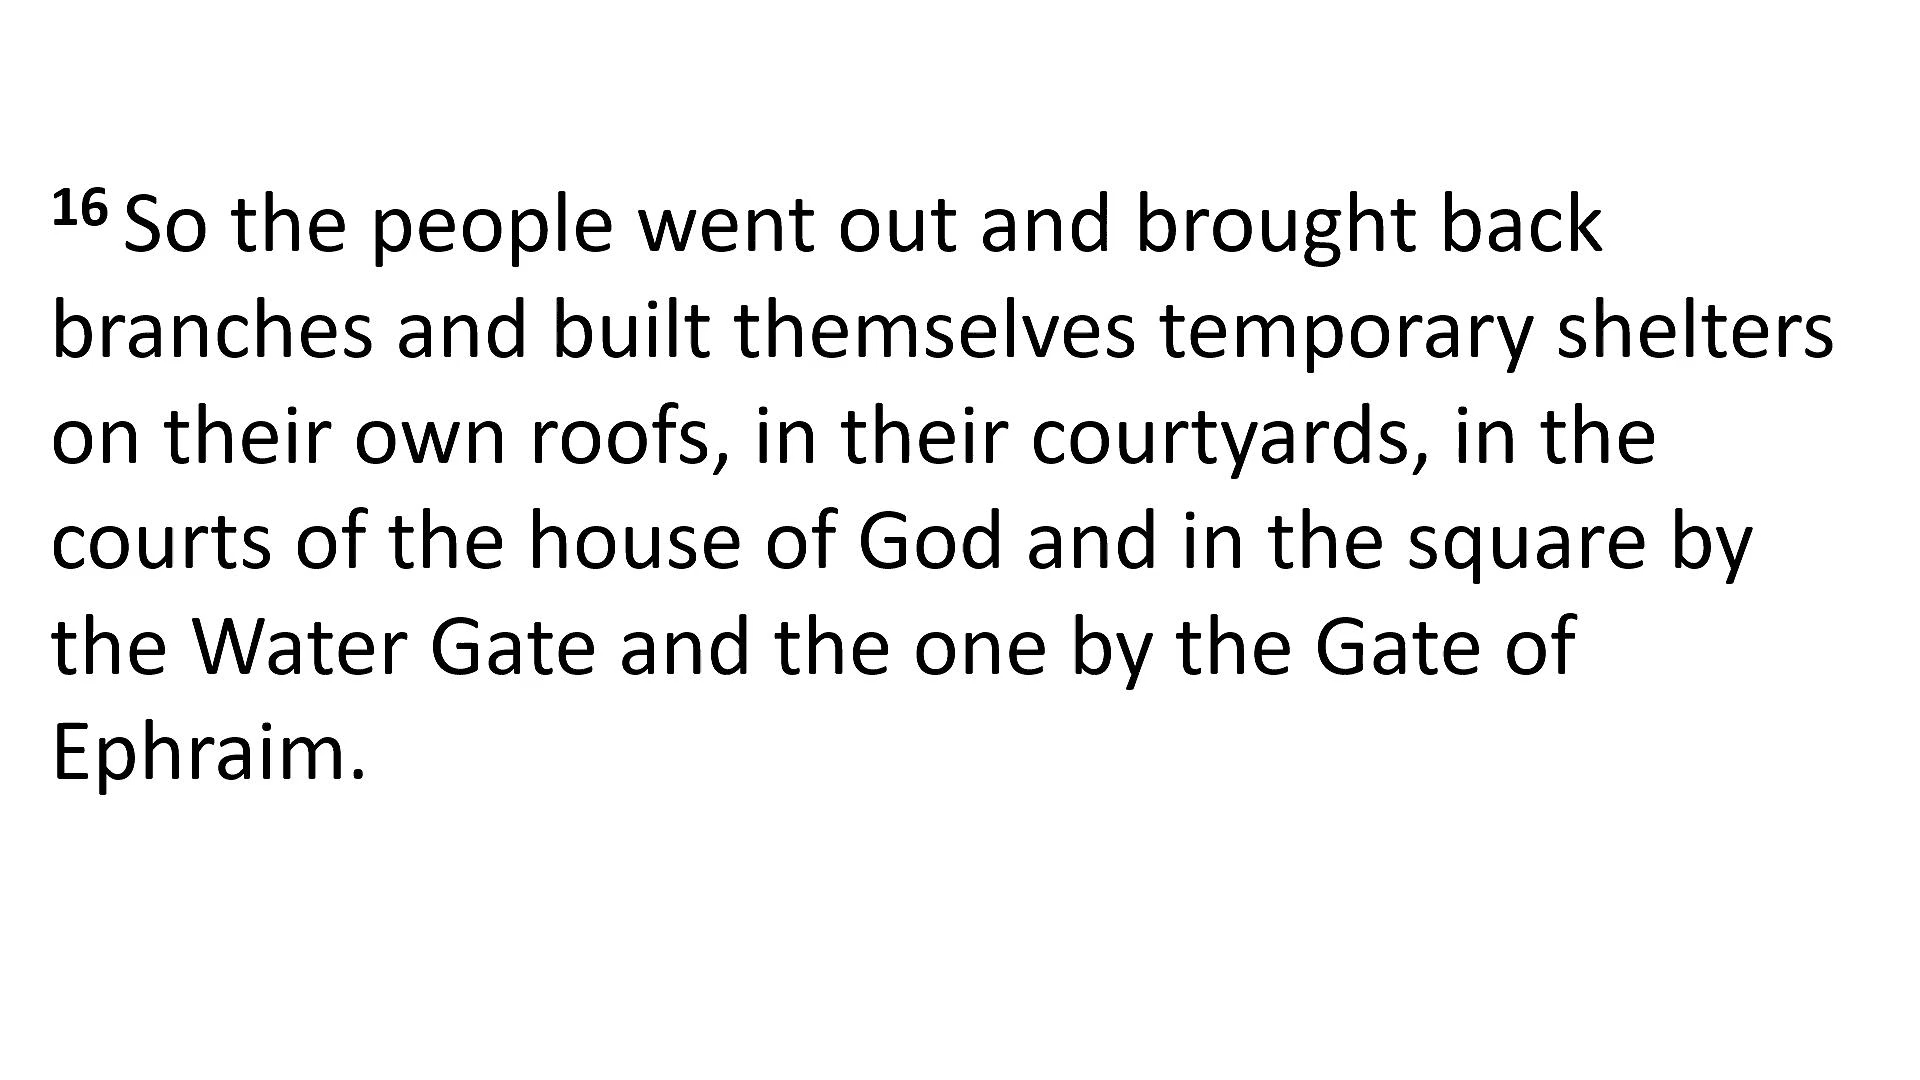 16 So the people went out and brought back
branches and built themselves temporary shelters
on their own roofs, in their courtyards, in the
courts of the house of God and in the square by
the Water Gate and the one by the Gate of
Ephraim.